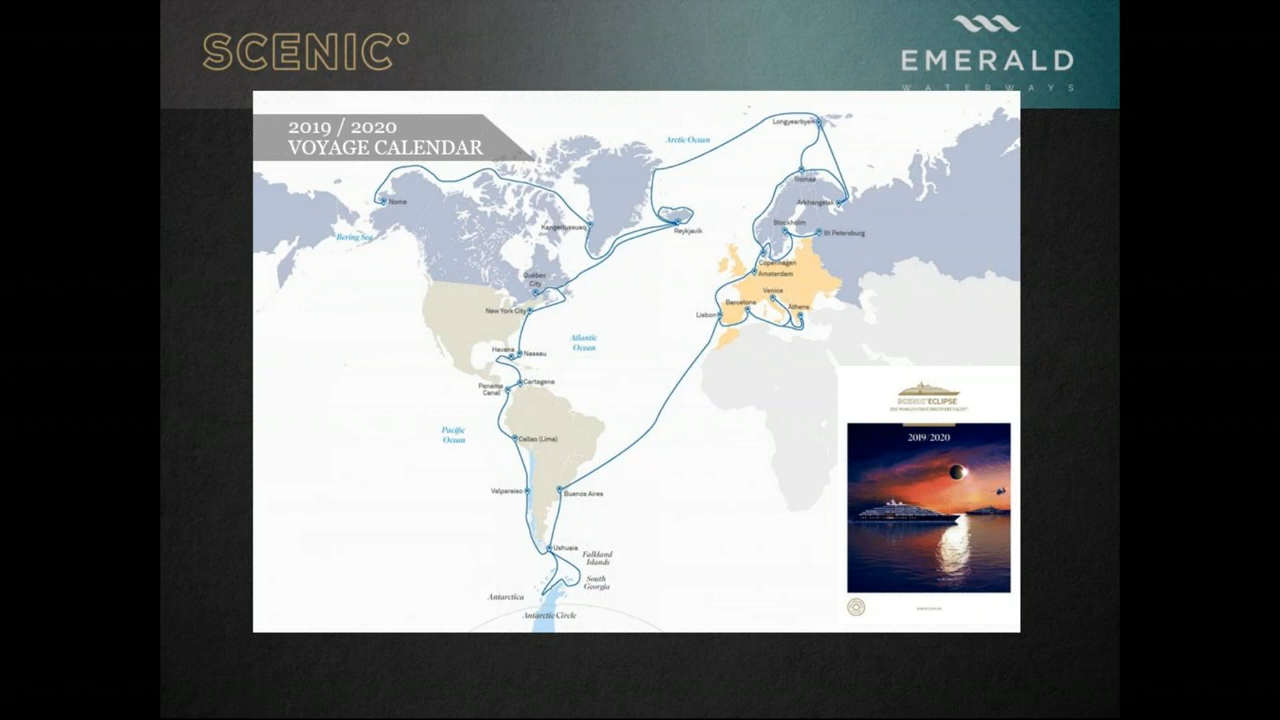 SCENIC°
EMERALD
WATERWAYS
2019 / 2020
VOYAGE CALENDAR
Arctic Ocean
Longyearbyen
Nome
Bering Sea
Kangerlussuaq
Reykjavik
Arkhangelsk
Stockholm
St Petersburg
Copenhagen
Amsterdam
Québec
City
New York City
Venice
Barcelona
Athens
Lisbon
Atlantic
Ocean
Havana
Nassau
Panama
Canal
Cartagena
Pacific
Ocean
Callao (Lima)
Valparaiso
Buenos Aires
Ushuaia
Falkland
Islands
South
Georgia
Antarctica
Antarctic Circle
SCENIC°ECLIPSE
2019/2020